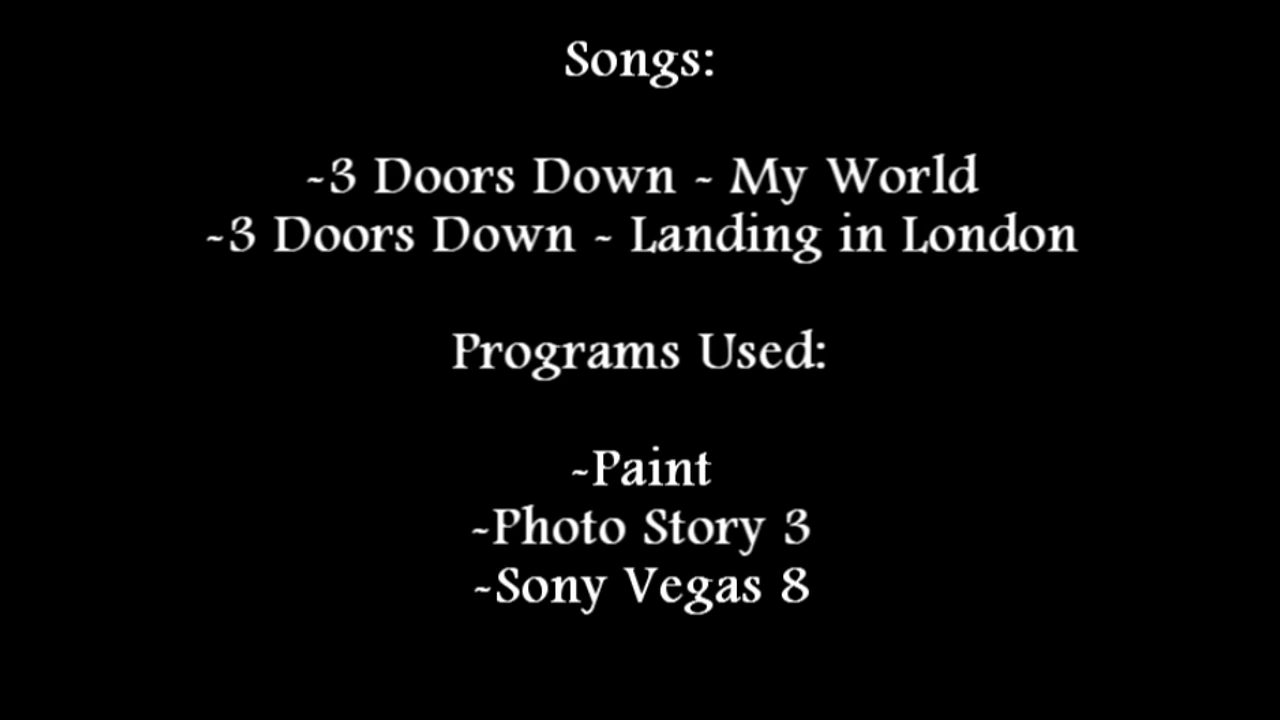 Songs:
~3 Doors Down ~ My World
~3 Doors Down ~ Landing in London
Programs Used:
~Paint
~Photo Story 3
~Sony Vegas 8